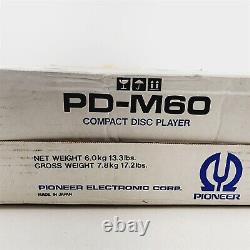 PD-M60
COMPACT DISC PLAYER
NET WEIGHT 6.0kg 13.3lbs.
GROSS WEIGHT 7.8kg 17.2lbs.
PIONEER ELECTRONIC CORP.
MADE IN JAPAN
PIONEER